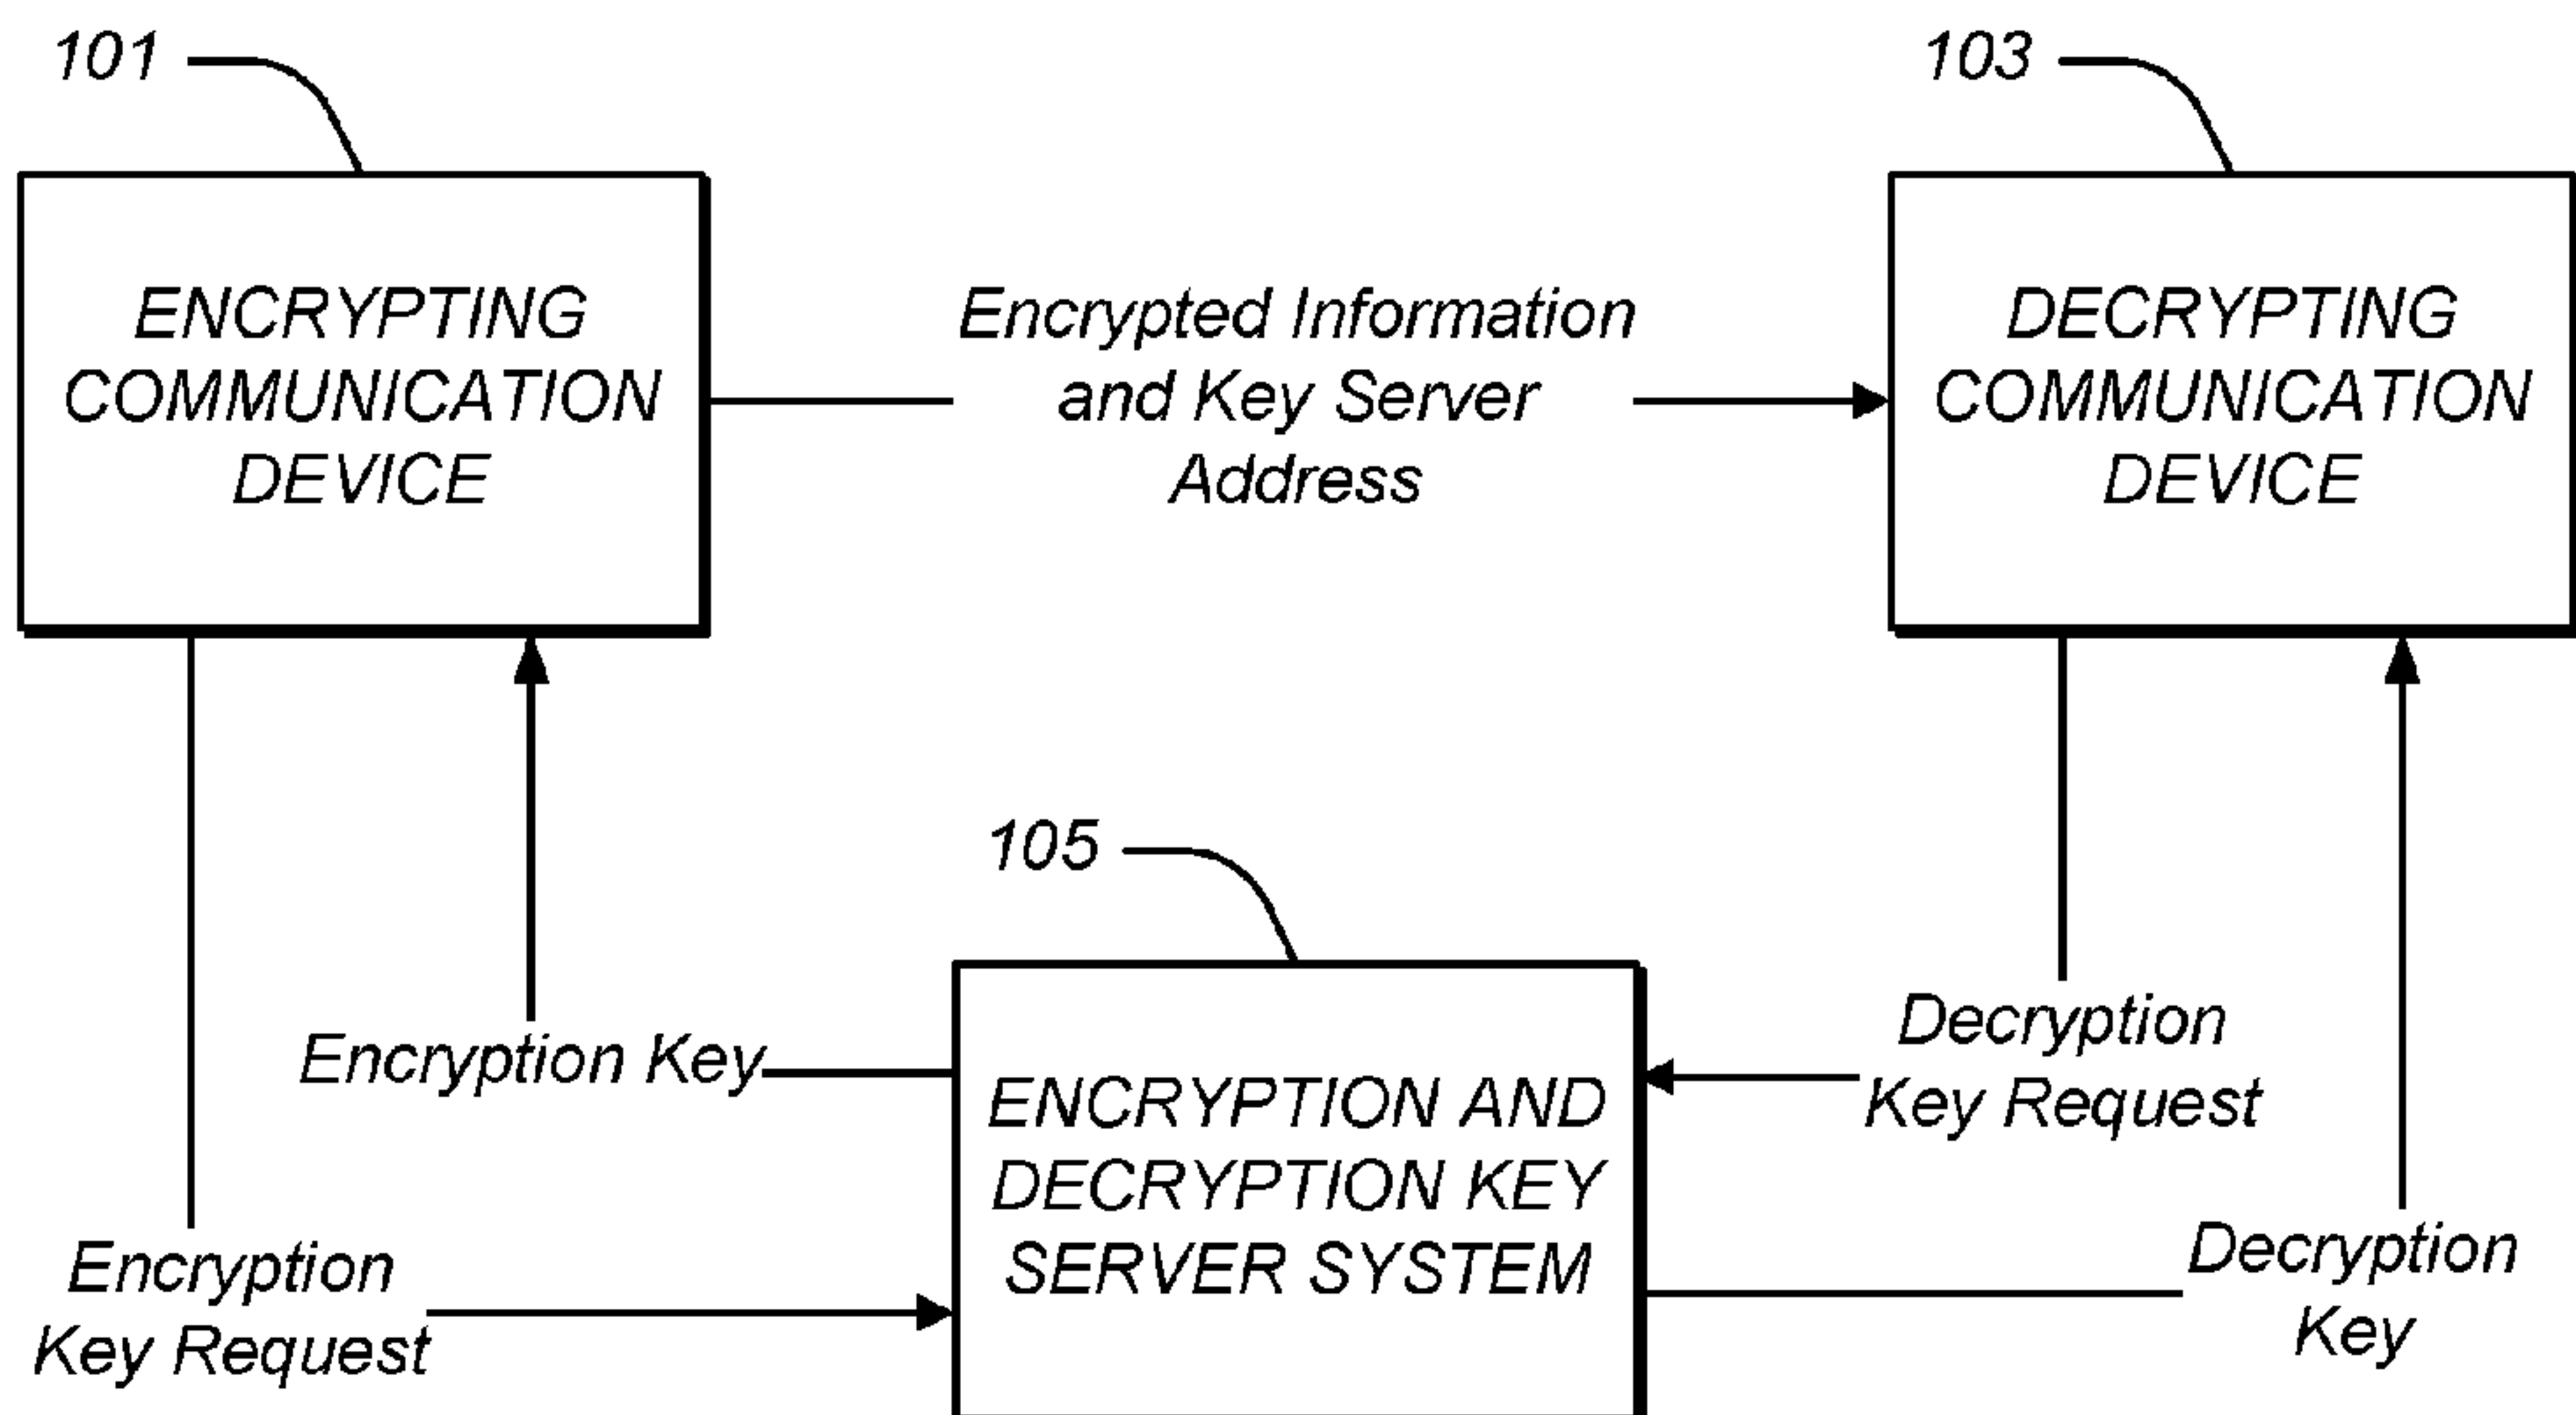 101
103
ENCRYPTING
COMMUNICATION
DEVICE
Encrypted Information
and Key Server
Address
DECRYPTING
COMMUNICATION
DEVICE
105
Encryption Key
Decryption
Key Request
ENCRYPTION AND
DECRYPTION KEY
SERVER SYSTEM
Encryption
Key Request
Decryption
Key